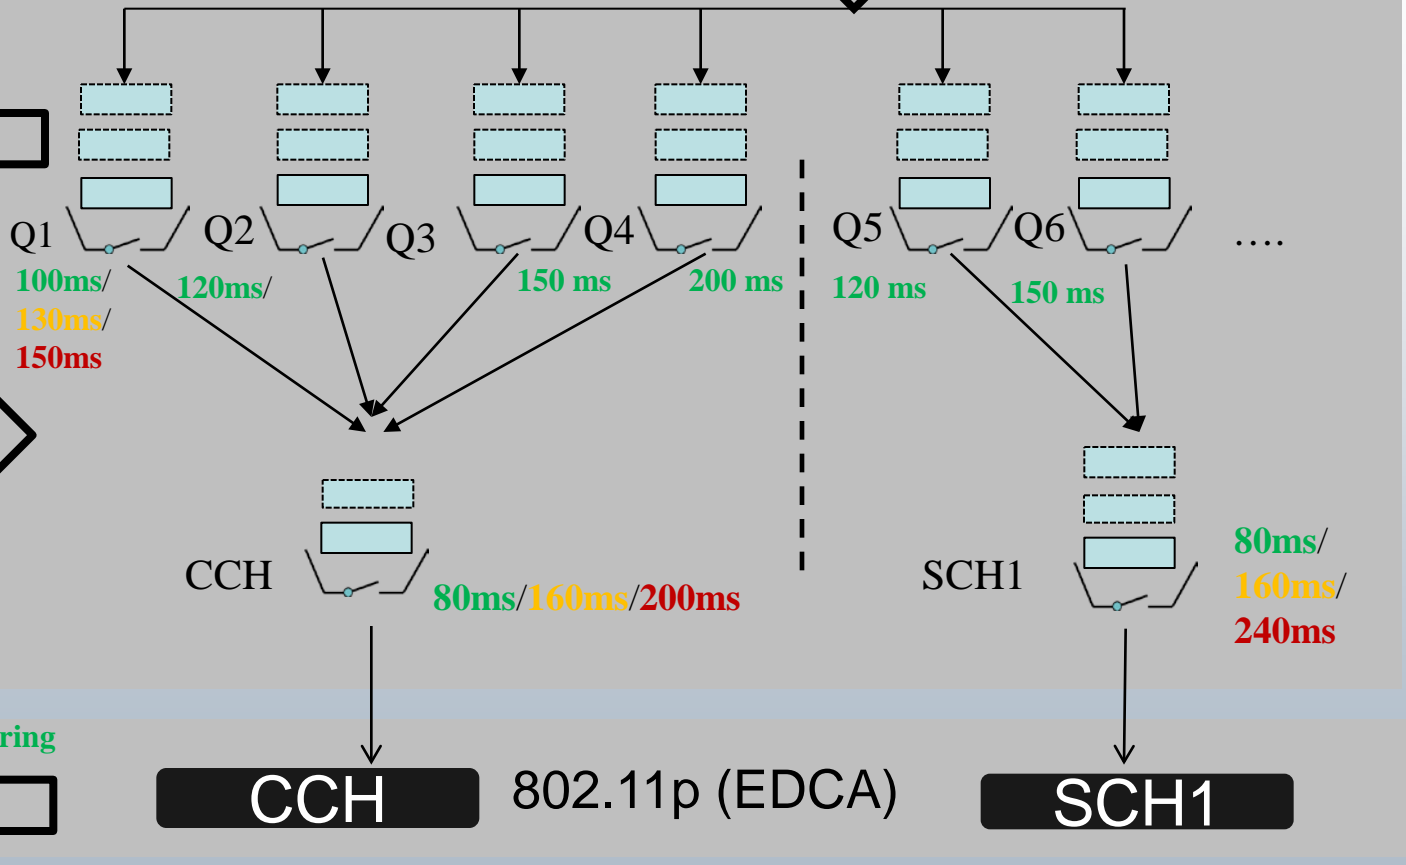 Q1
Q2
Q3
Q4
Q5
Q6
....
100ms/
130ms/
150ms
120ms/
150 ms
200 ms
120 ms
150 ms
CCH
80ms/160ms/200ms
SCH1
80ms/
160ms/
240ms
ring
CCH
802.11p (EDCA)
SCH1